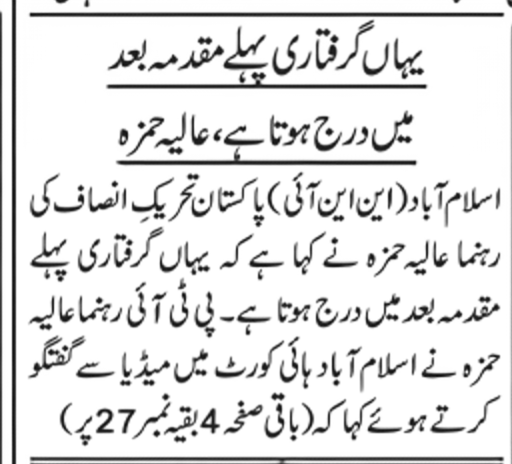 یہاں گرفتاری پہلے مقدمہ بعد
میں درج ہوتا ہے، عالیہ حمزہ
اسلام آباد (این این آئی) پاکستان تحریکِ انصاف کی
رہنما عالیہ حمزہ نے کہا ہے کہ یہاں گرفتاری پہلے
مقدمہ بعد میں درج ہوتا ہے۔ پی ٹی آئی رہنما عالیہ
حمزہ نے اسلام آباد ہائی کورٹ میں میڈیا سے گفتگو
کرتے ہوئے کہا کہ (باقی صفحہ 4 بقیہ نمبر 27 پر)